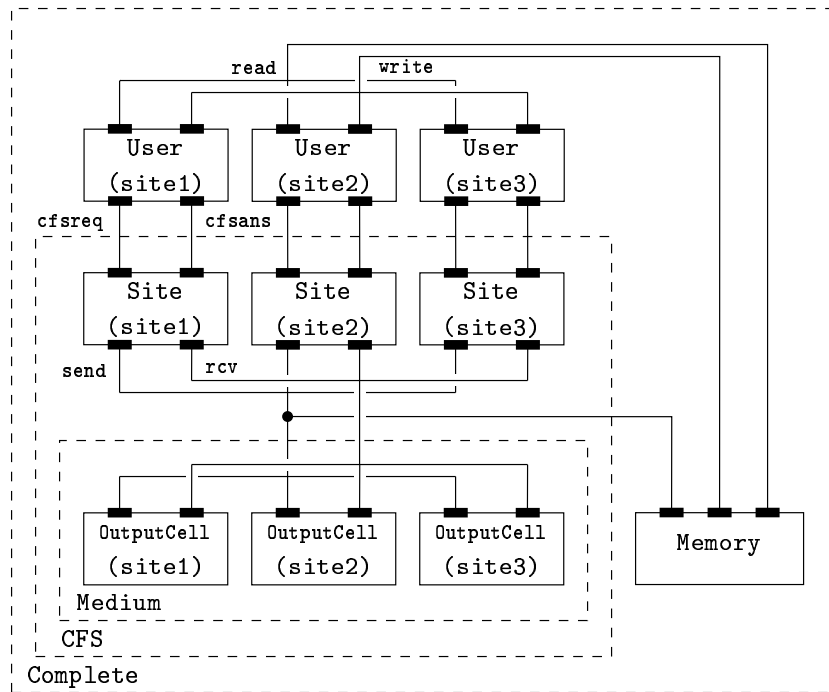 read write
User User User
(site1) (site2) (site3)
cfsreq cfsans
Site Site Site
(site1) (site2) (site3)
send rcv
OutputCell OutputCell OutputCell Memory
(site1) (site2) (site3)
Medium
CFS
Complete